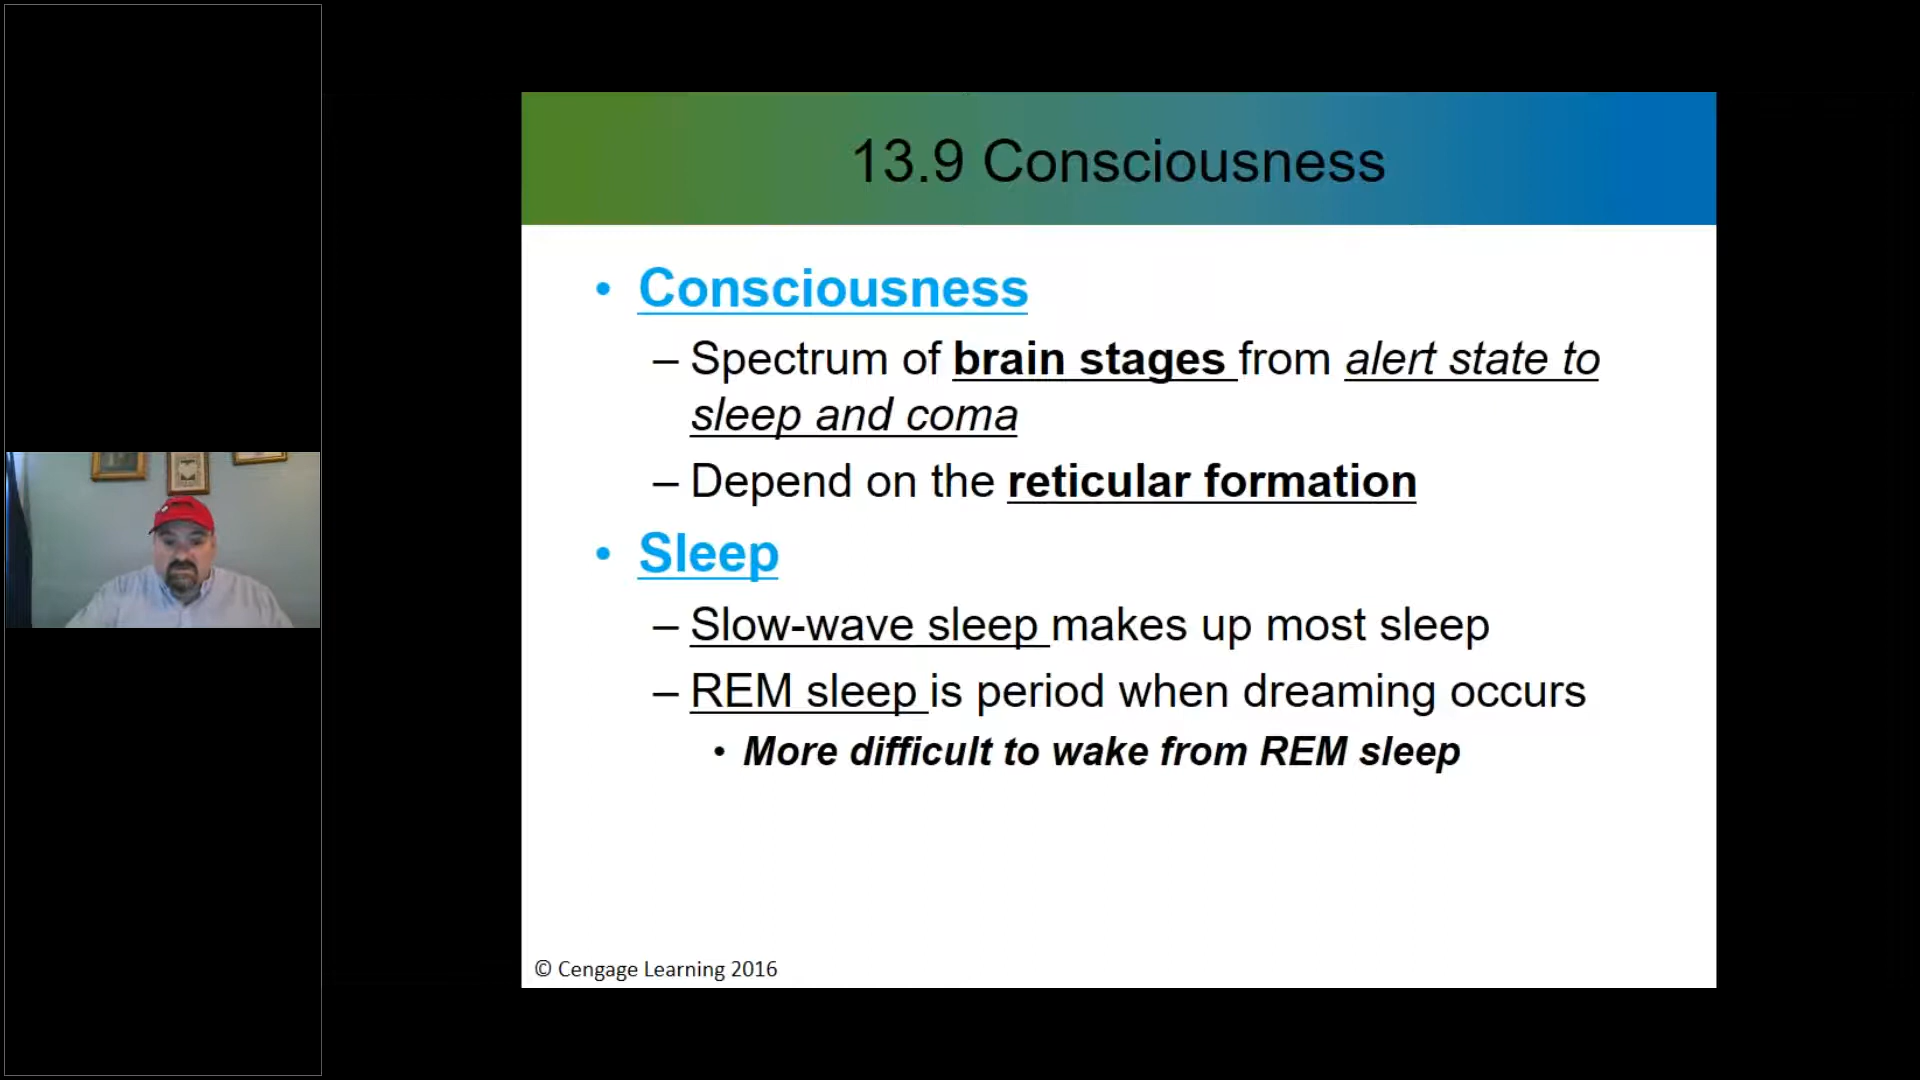 13.9 Consciousness
• Consciousness
– Spectrum of brain stages from alert state to
sleep and coma
– Depend on the reticular formation
• Sleep
– Slow-wave sleep makes up most sleep
– REM sleep is period when dreaming occurs
• More difficult to wake from REM sleep
© Cengage Learning 2016